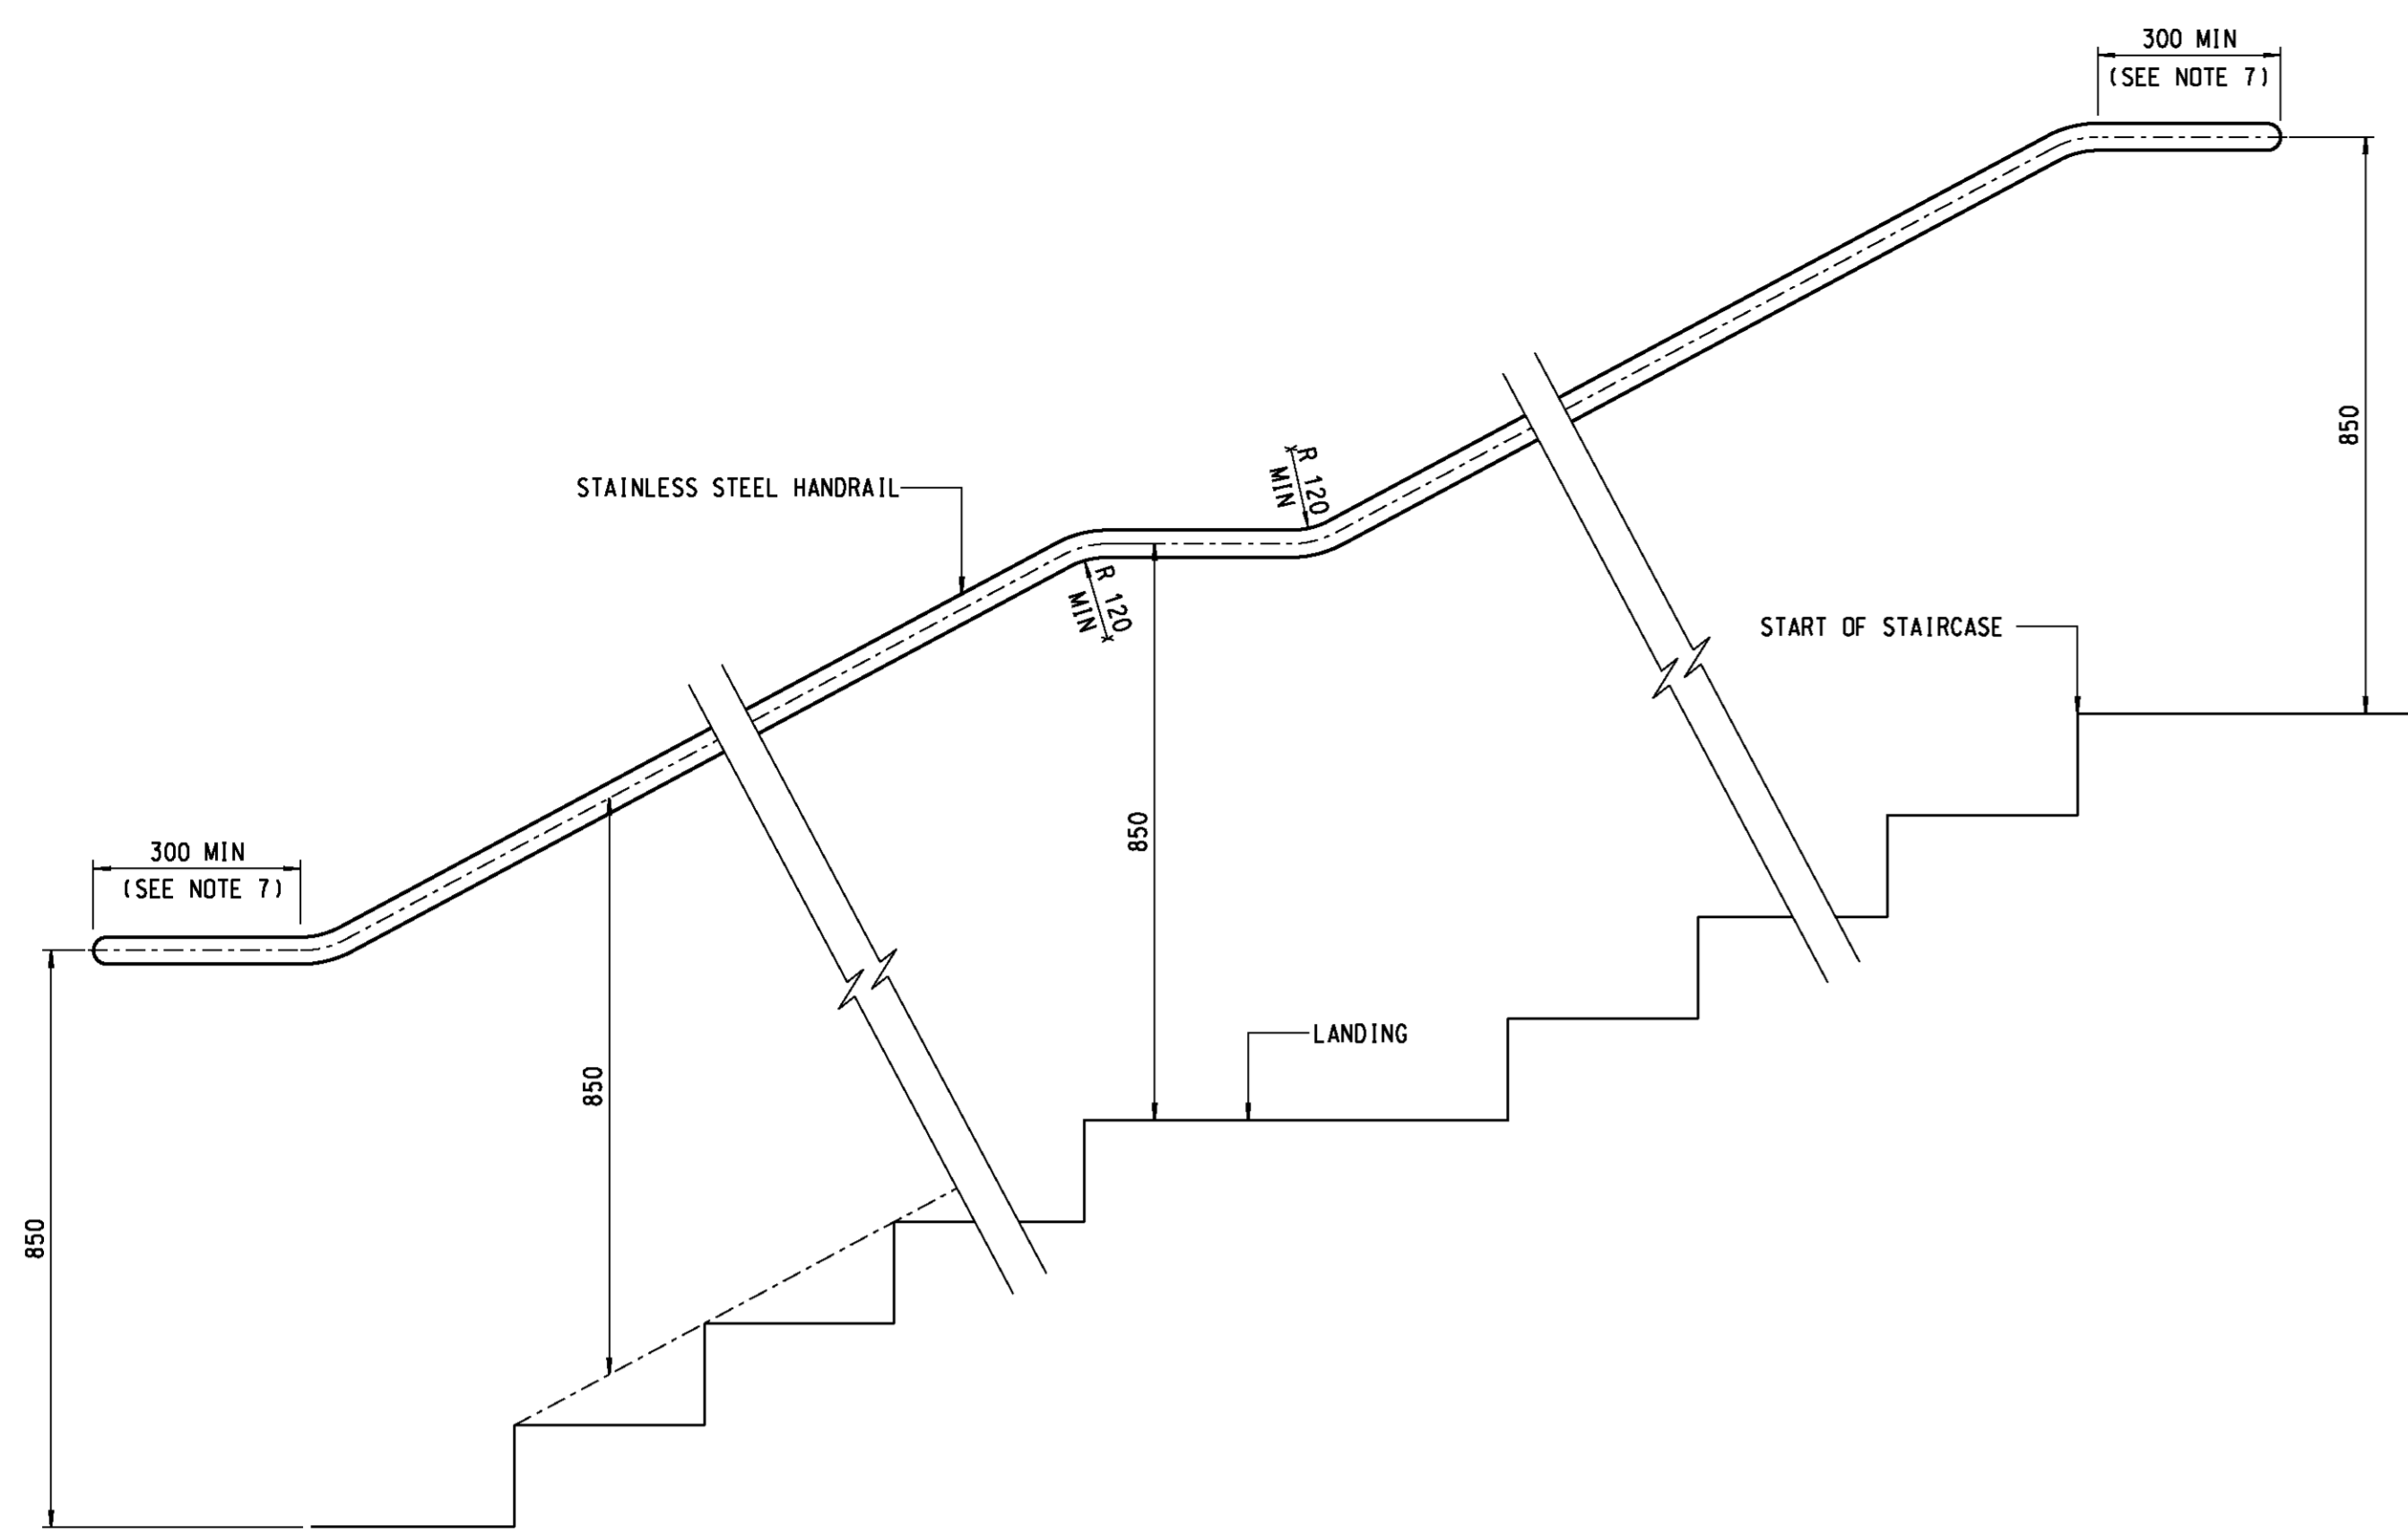 300 MIN
(SEE NOTE 7)
850
STAINLESS STEEL HANDRAIL
R 120
MIN
R 120
MIN
START OF STAIRCASE
850
300 MIN
(SEE NOTE 7)
850
LANDING
850